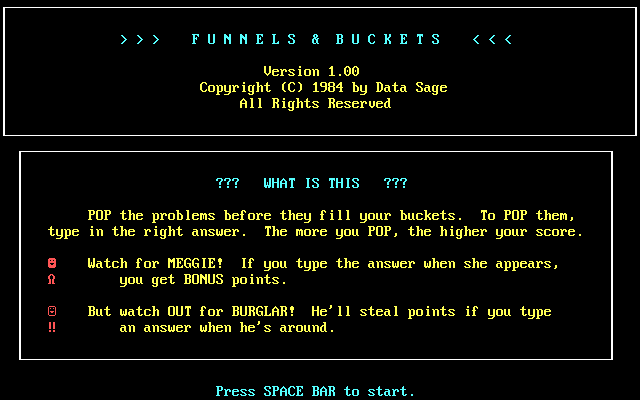 > > > F U N N E L S & B U C K E T S < < <
Version 1.00
Copyright (C) 1984 by Data Sage
All Rights Reserved
??? WHAT IS THIS ???
POP the problems before they fill your buckets. To POP them,
type in the right answer. The more you POP, the higher your score.
Watch for MEGGIE! If you type the answer when she appears,
you get BONUS points.
But watch OUT for BURGLAR! He'll steal points if you type
‼ an answer when he's around.
Press SPACE BAR to start.